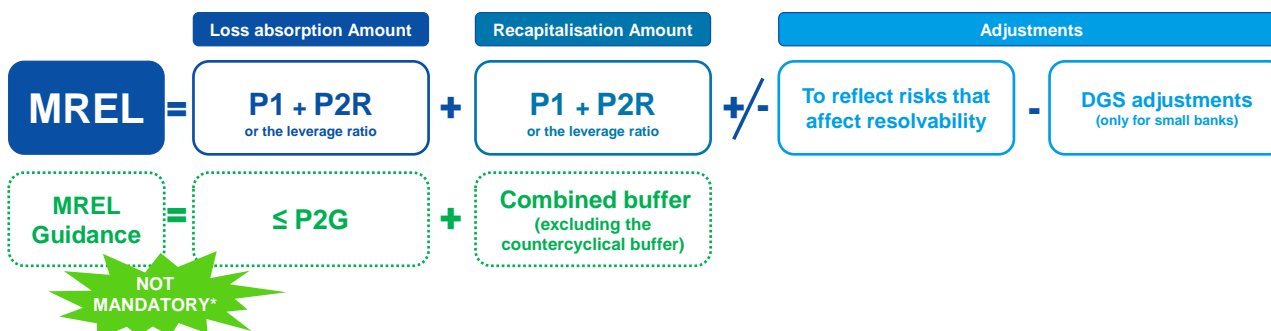 Loss absorption Amount
Recapitalisation Amount
Adjustments
MREL
=
P1 + P2R
or the leverage ratio
+
P1 + P2R
or the leverage ratio
+/-
To reflect risks that
affect resolvability
-
DGS adjustments
(only for small banks)
MREL
Guidance
=
≤ P2G
+
Combined buffer
(excluding the
countercyclical buffer)
NOT
MANDATORY*